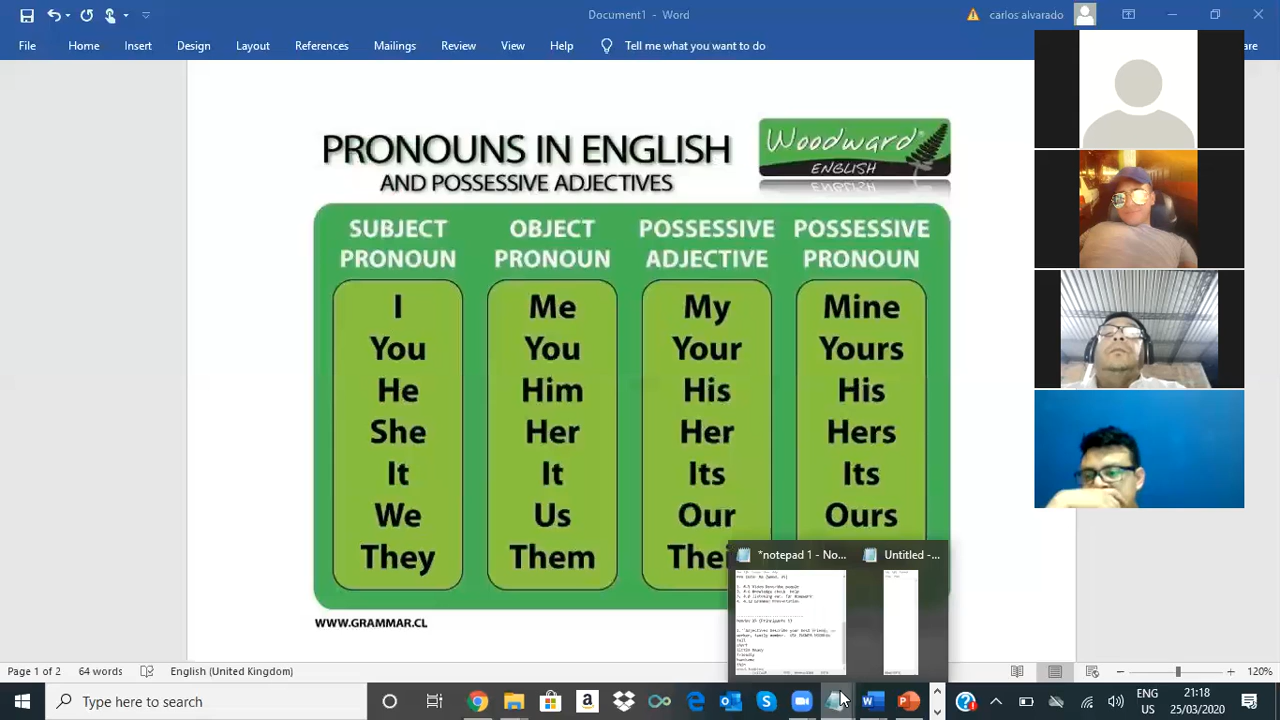 Document1 - Word
carlos alvarado
File Home Insert Design Layout References Mailings Review View Help Tell me what you want to do
PRONOUNS IN ENGLISH
AND POSSESSIVE ADJECTIVES
Woodward®
ENGLISH
SUBJECT PRONOUN OBJECT PRONOUN POSSESSIVE ADJECTIVE POSSESSIVE PRONOUN
I Me My Mine
You You Your Yours
He Him His His
She Her Her Hers
It It Its Its
We Us Our Ours
They Them
WWW.GRAMMAR.CL
*notepad 1 - No... Untitled -...
Page 64 words English (United Kingdom) 120%
Type here to search
ENG
US
21:18
25/03/2020